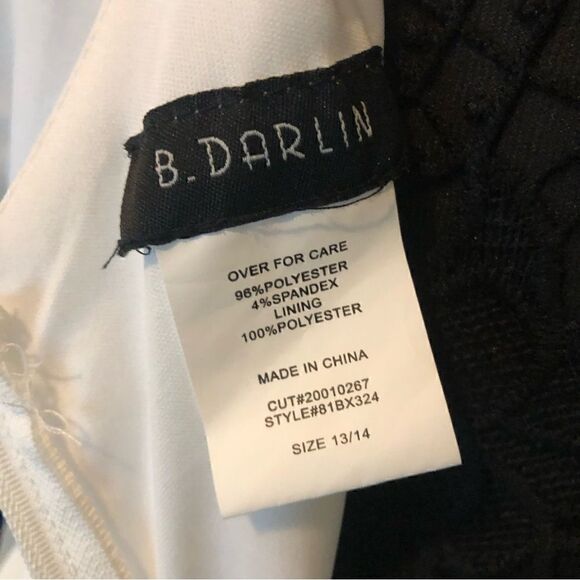 B. DARLIN
OVER FOR CARE
96%POLYESTER
4%SPANDEX
LINING
100%POLYESTER
MADE IN CHINA
CUT#20010267
STYLE#81BX324
SIZE 13/14